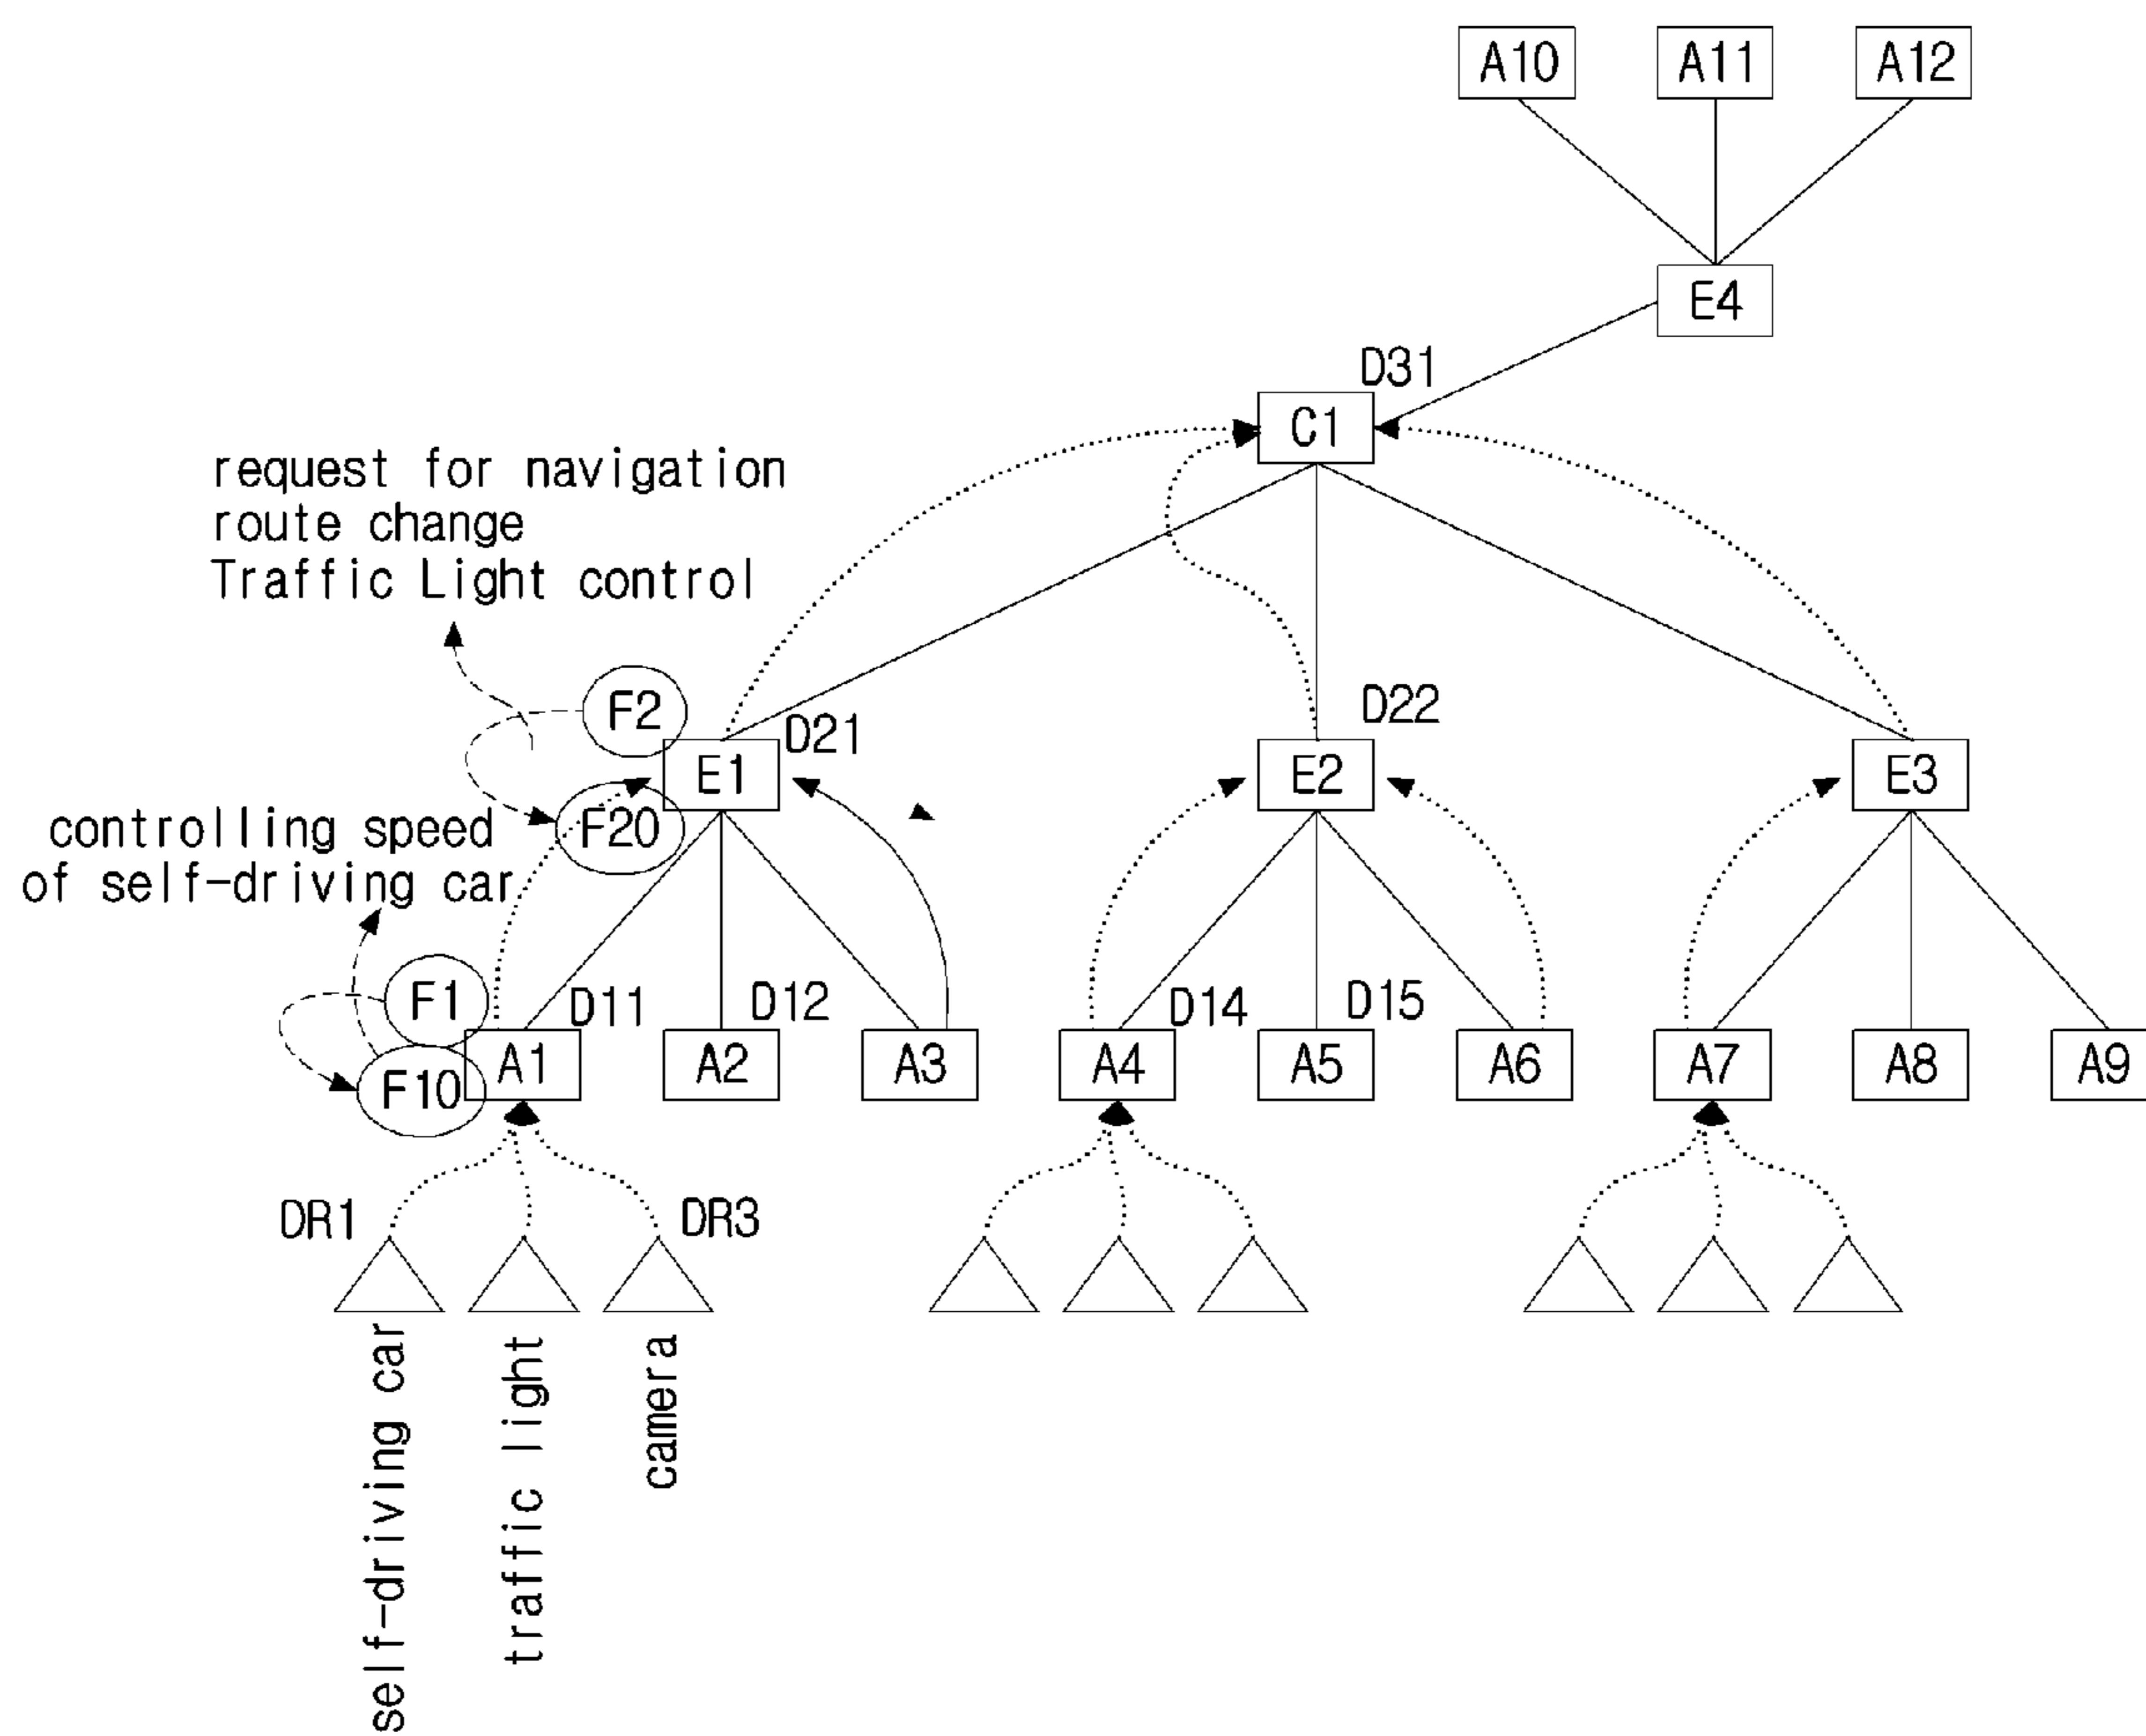 A10 A11 A12
E4
D31
C1
request for navigation
route change
Traffic Light control
F2
D21
D22
E1
E2
E3
F20
controlling speed
of self-driving car
F1
D11
D12
D14
D15
F10
A1
A2
A3
A4
A5
A6
A7
A8
A9
DR1
DR3
self-driving car
traffic light
camera